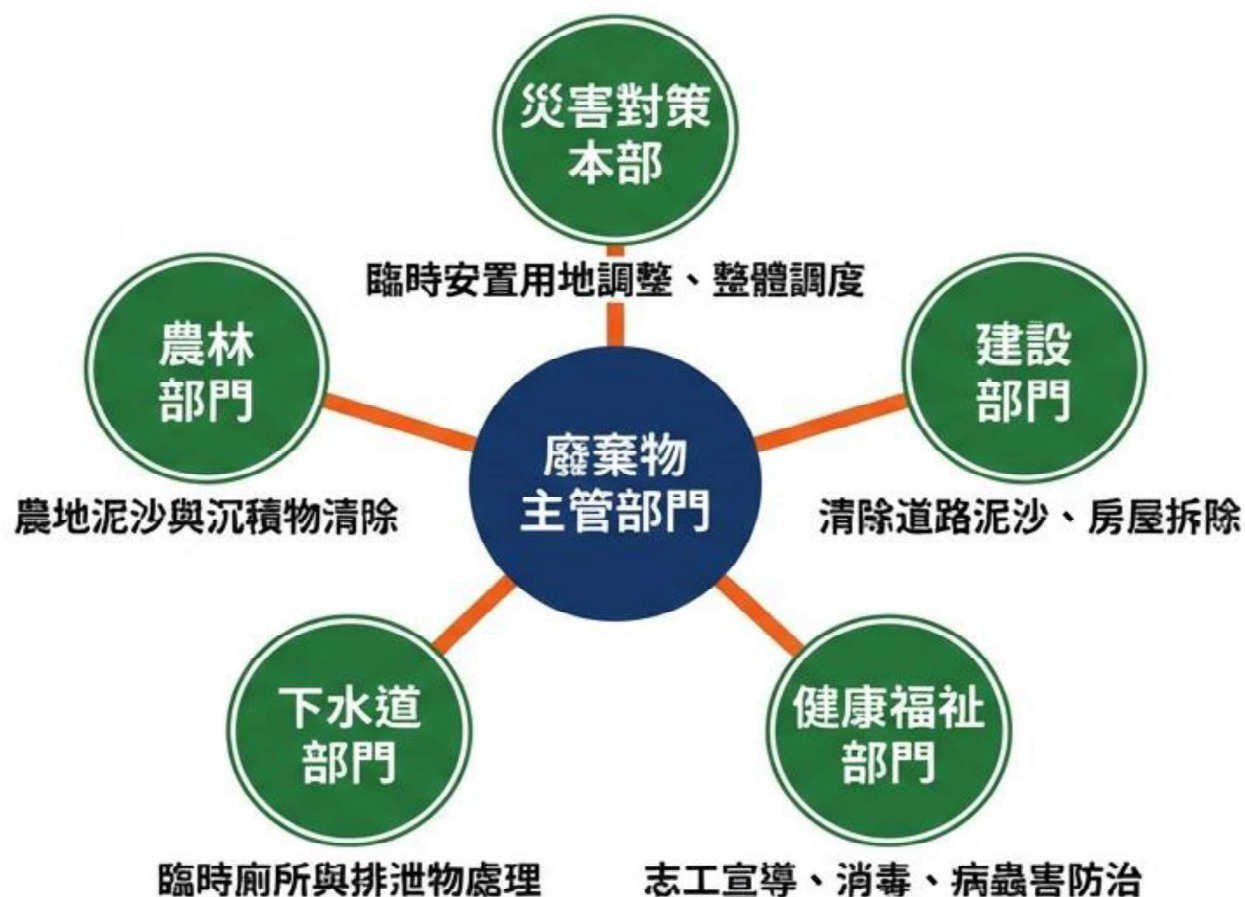 災害對策
本部
臨時安置用地調整、整體調度
農林
部門
農地泥沙與沉積物清除
建設
部門
清除道路泥沙、房屋拆除
廢棄物
主管部門
下水道
部門
臨時廁所與排泄物處理
健康福祉
部門
志工宣導、消毒、病蟲害防治